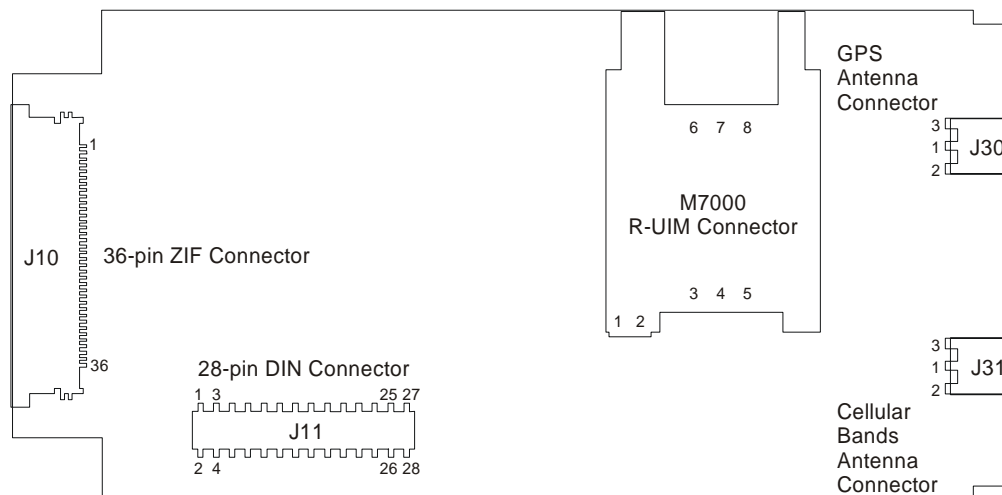 GPS
Antenna
Connector
6 7 8
3
1
2
J30
1
M7000
R-UIM Connector
J10
36-pin ZIF Connector
3 4 5
1 2
3
1
2
J31
36
28-pin DIN Connector
1 3 25 27
J11
2 4 26 28
Cellular
Bands
Antenna
Connector